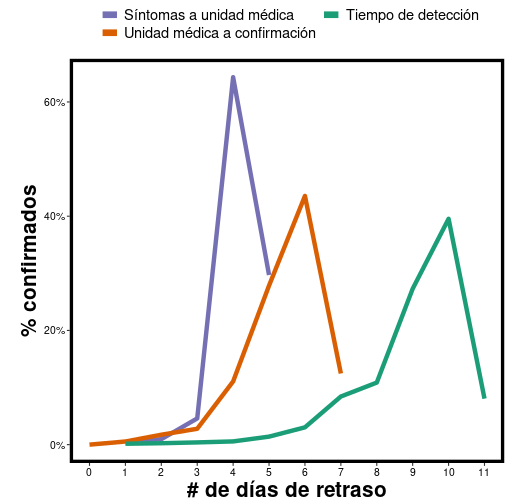 Síntomas a unidad médica
Tiempo de detección
Unidad médica a confirmación
60%
40%
20%
0%
% confirmados
0 1 2 3 4 5 6 7 8 9 10 11
# de días de retraso